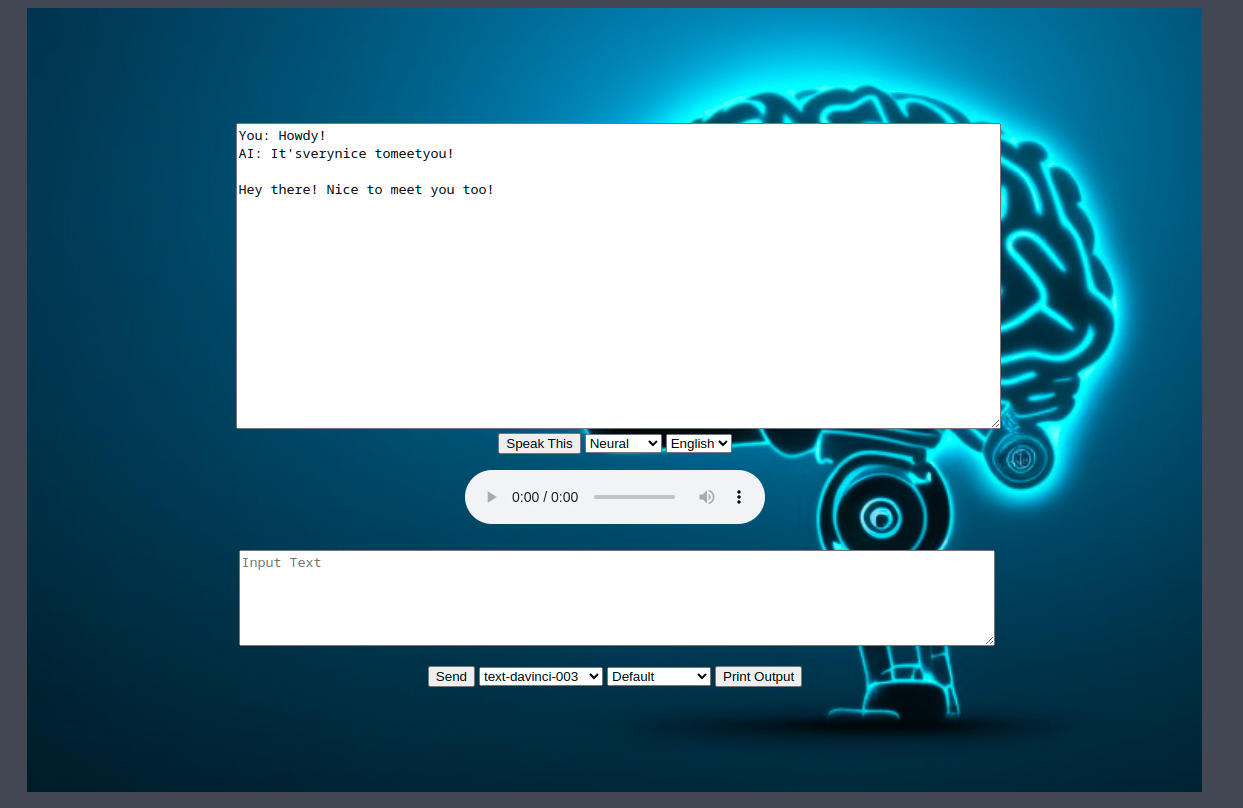 You: Howdy!
AI: It'sverynice tomeetyou!
Hey there! Nice to meet you too!
Speak This Neural English
0:00 / 0:00
Input Text
Send text-davinci-003 Default Print Output